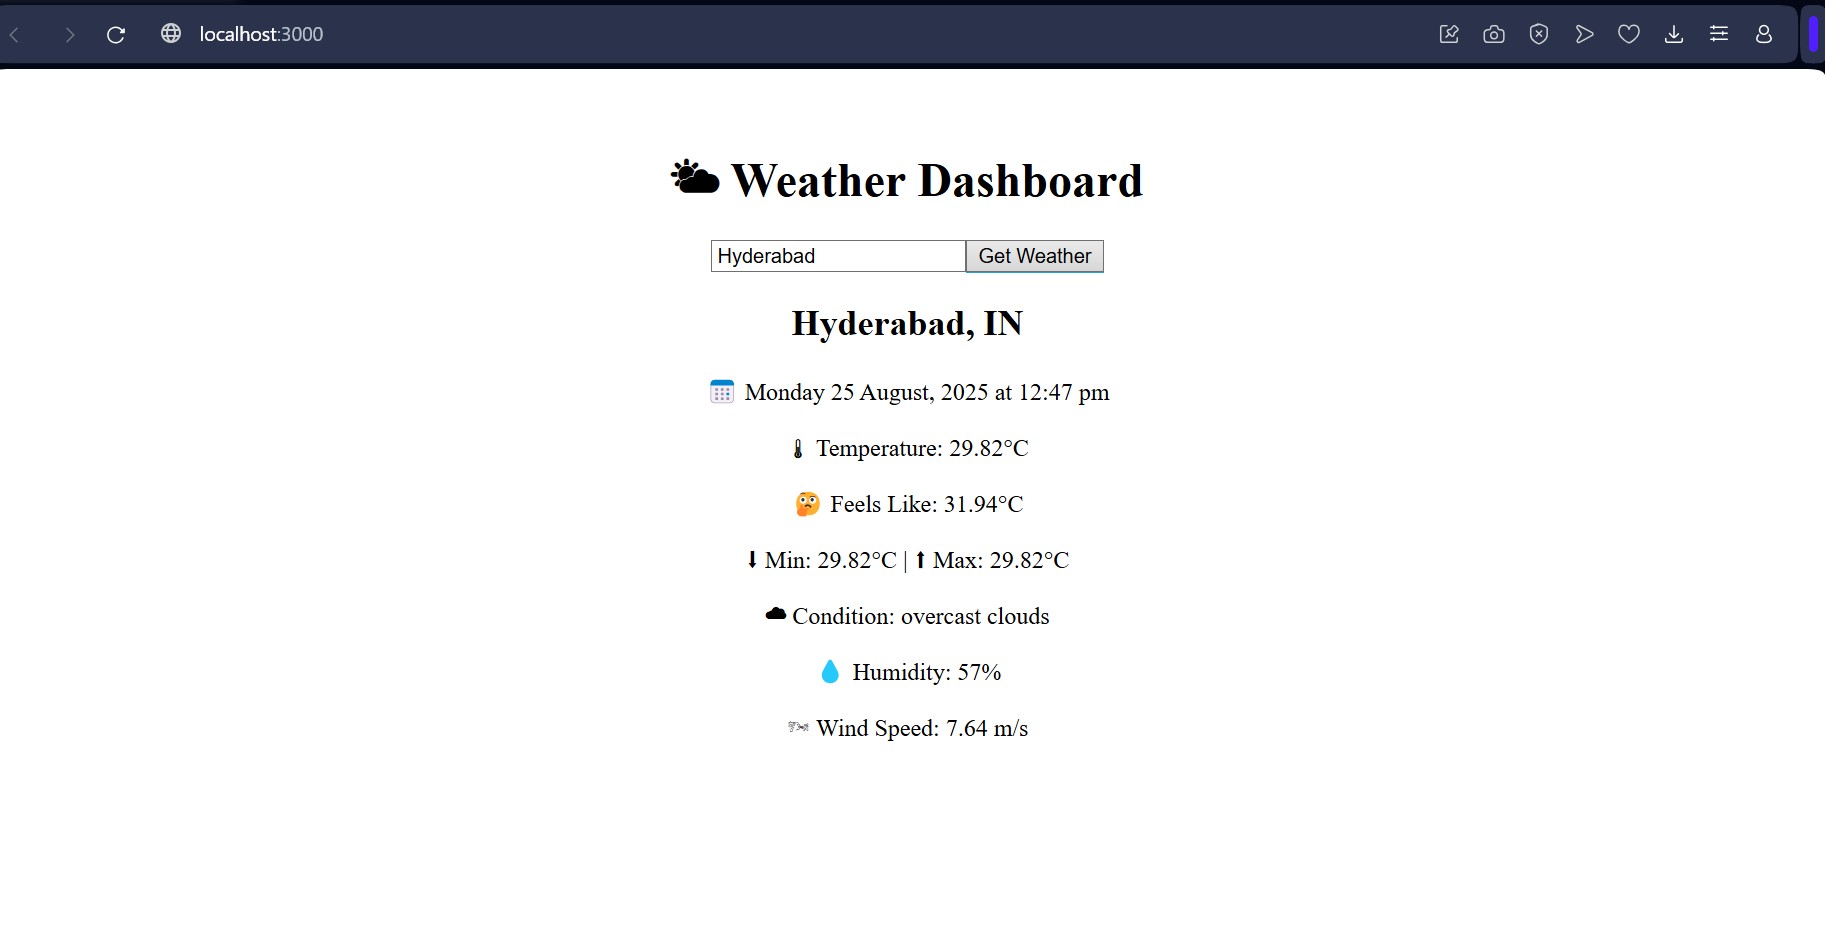 localhost:3000
🌥 Weather Dashboard
Hyderabad Get Weather
Hyderabad, IN
📅 Monday 25 August, 2025 at 12:47 pm
🌡 Temperature: 29.82°C
🤔 Feels Like: 31.94°C
⬇ Min: 29.82°C | ⬆ Max: 29.82°C
☁ Condition: overcast clouds
💧 Humidity: 57%
🌬 Wind Speed: 7.64 m/s